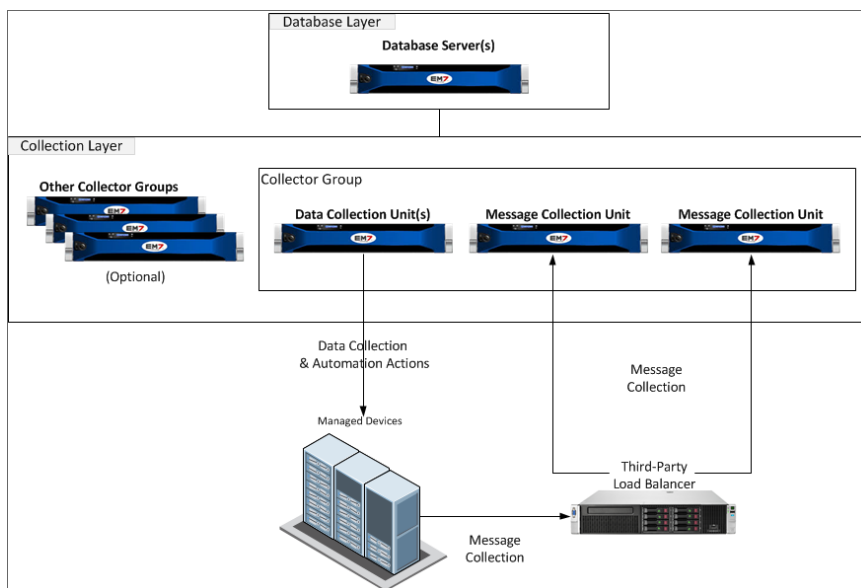 Database Layer
Database Server(s)
EM7
Collection Layer
Collector Group
Other Collector Groups
EM7
EM7
EM7
(Optional)
Data Collection Unit(s)
EM7
Message Collection Unit
EM7
Message Collection Unit
EM7
Data Collection
& Automation Actions
Message
Collection
Managed Devices
Third-Party
Load Balancer
Message
Collection